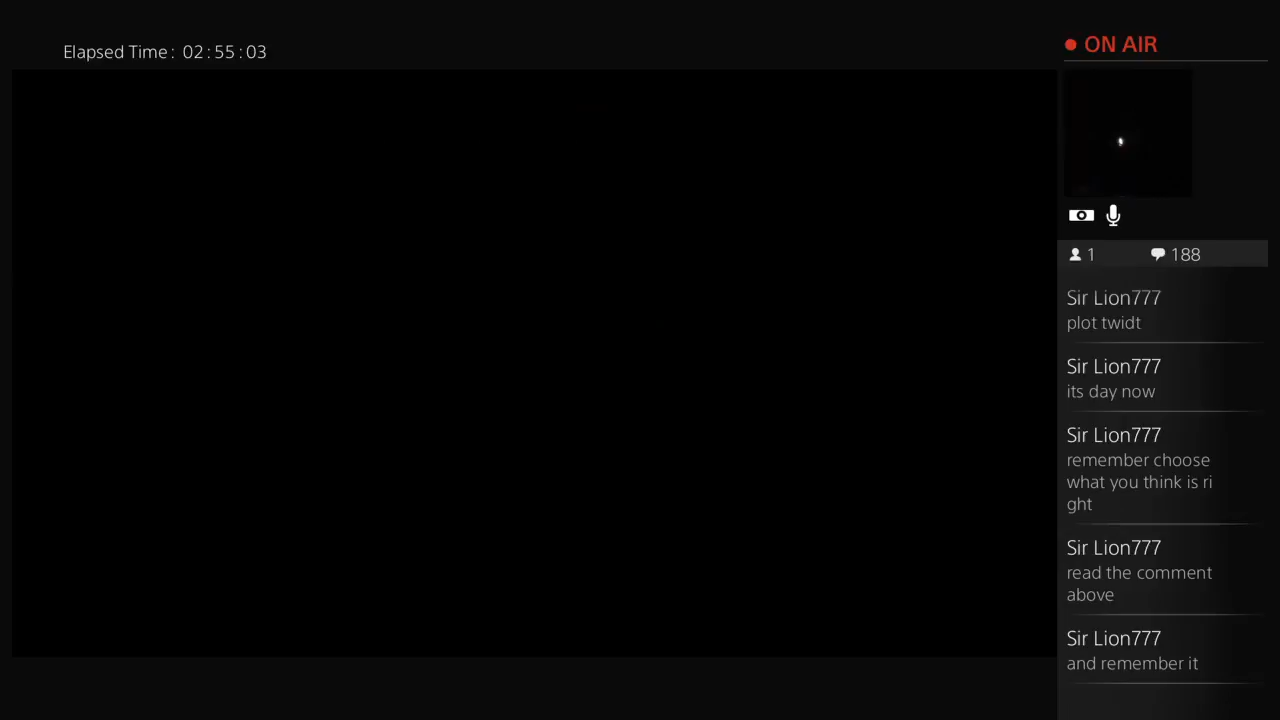 Elapsed Time: 02:55:03
ON AIR
1 188
Sir Lion777
plot twidt
Sir Lion777
its day now
Sir Lion777
remember choose
what you think is ri
ght
Sir Lion777
read the comment
above
Sir Lion777
and remember it